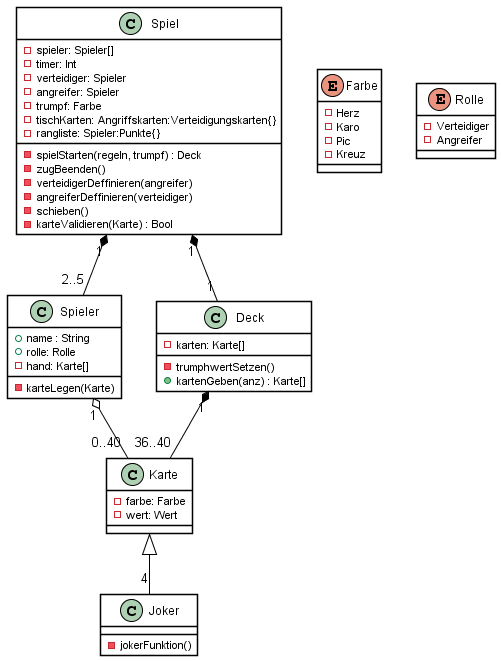 C Spiel
spieler: Spieler[]
timer: Int
verteidiger: Spieler
angreifer: Spieler
trumpf: Farbe
tischKarten: Angriffskarten:Verteidigungskarten{}
rangliste: Spieler:Punkte{}
spielStarten(regeln, trumpf) : Deck
zugBeenden()
verteidigerDeffinieren(angreifer)
angreiferDeffinieren(verteidiger)
schieben()
karteValidieren(Karte) : Bool
E Farbe
Herz
Karo
Pic
Kreuz
E Rolle
Verteidiger
Angreifer
1
1
2..5
1
C Spieler
name : String
rolle: Rolle
hand: Karte[]
karteLegen(Karte)
C Deck
karten: Karte[]
trumphwertSetzen()
kartenGeben(anz) : Karte[]
1
1
0..40
36..40
C Karte
farbe: Farbe
wert: Wert
4
C Joker
jokerFunktion()